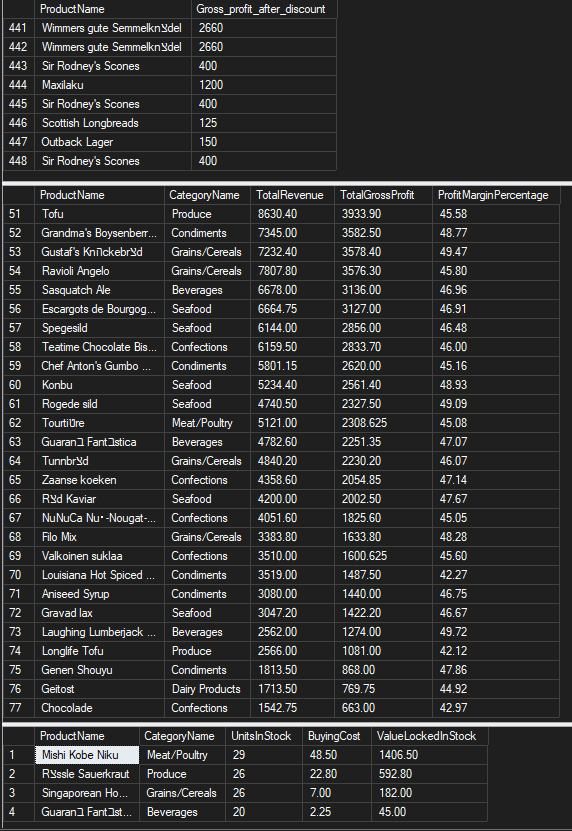 ProductName Gross_profit_after_discount
441 Wimmers gute Semmelknצdel 2660
442 Wimmers gute Semmelknצdel 2660
443 Sir Rodney's Scones 400
444 Maxilaku 1200
445 Sir Rodney's Scones 400
446 Scottish Longbreads 125
447 Outback Lager 150
448 Sir Rodney's Scones 400
ProductName CategoryName TotalRevenue TotalGrossProfit ProfitMarginPercentage
51 Tofu Produce 8630.40 3933.90 45.58
52 Grandma's Boysenberr... Condiments 7345.00 3582.50 48.77
53 Gustaf's Knהckebrצd Grains/Cereals 7232.40 3578.40 49.47
54 Ravioli Angelo Grains/Cereals 7807.80 3576.30 45.80
55 Sasquatch Ale Beverages 6678.00 3136.00 46.96
56 Escargots de Bourgog... Seafood 6664.75 3127.00 46.91
57 Spegesild Seafood 6144.00 2856.00 46.48
58 Teatime Chocolate Bis... Confections 6159.50 2833.70 46.00
59 Chef Anton's Gumbo ... Condiments 5801.15 2620.00 45.16
60 Konbu Seafood 5234.40 2561.40 48.93
61 Rogede sild Seafood 4740.50 2327.50 49.09
62 Tourtiטre Meat/Poultry 5121.00 2308.625 45.08
63 Guaranב Fantבstica Beverages 4782.60 2251.35 47.07
64 Tunnbrצd Grains/Cereals 4840.20 2230.20 46.07
65 Zaanse koeken Confections 4358.60 2054.85 47.14
66 Rצd Kaviar Seafood 4200.00 2002.50 47.67
67 NuNuCa Nu·-Nougat-... Confections 4051.60 1825.60 45.05
68 Filo Mix Grains/Cereals 3383.80 1633.80 48.28
69 Valkoinen suklaa Confections 3510.00 1600.625 45.60
70 Louisiana Hot Spiced ... Condiments 3519.00 1487.50 42.27
71 Aniseed Syrup Condiments 3080.00 1440.00 46.75
72 Gravad lax Seafood 3047.20 1422.20 46.67
73 Laughing Lumberjack ... Beverages 2562.00 1274.00 49.72
74 Longlife Tofu Produce 2566.00 1081.00 42.12
75 Genen Shouyu Condiments 1813.50 868.00 47.86
76 Geitost Dairy Products 1713.50 769.75 44.92
77 Chocolade Confections 1542.75 663.00 42.97
ProductName CategoryName UnitsInStock BuyingCost ValueLockedInStock
1 Mishi Kobe Niku Meat/Poultry 29 48.50 1406.50
2 Rצssle Sauerkraut Produce 26 22.80 592.80
3 Singaporean Ho... Grains/Cereals 26 7.00 182.00
4 Guaranב Fantבst... Beverages 20 2.25 45.00